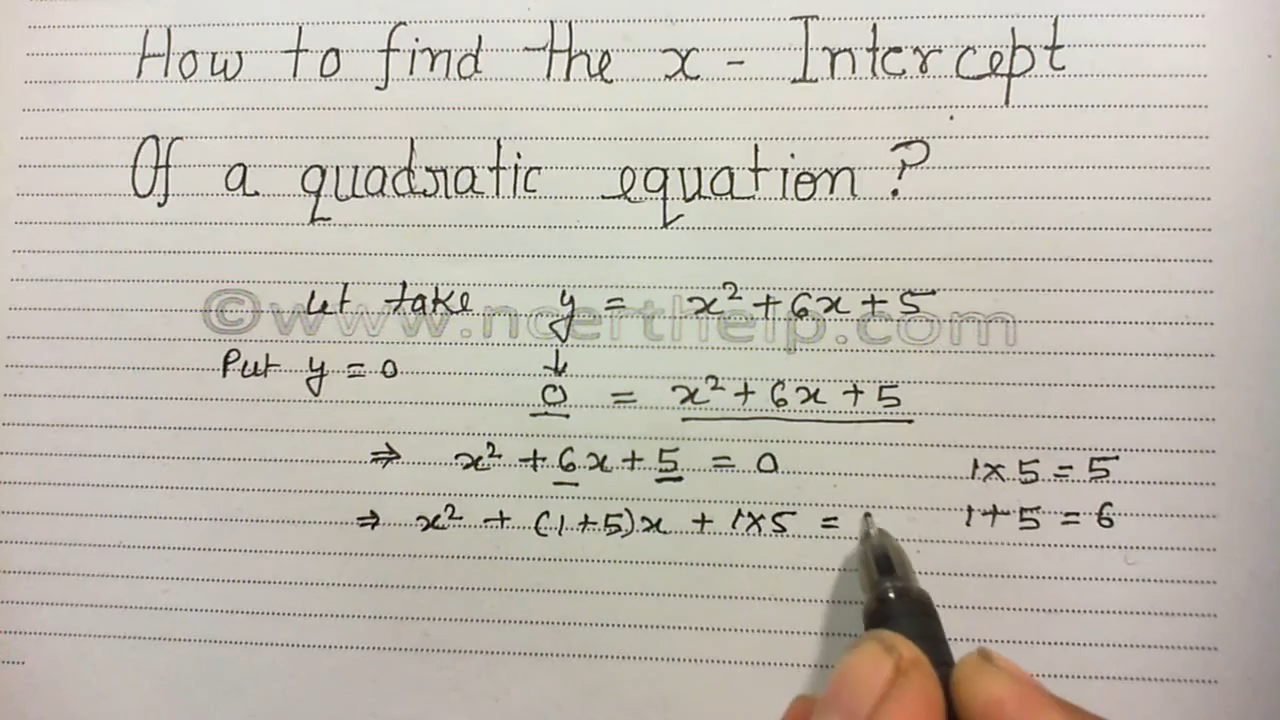 How to find the x - Intercept
Of a quadratic equation ?
let take y = x² + 6x + 5
©www.ncerthelp.com
Put y = 0 ↓
0 = x² + 6x + 5
⇒ x² + 6x + 5 = 0 1×5 = 5
⇒ x² + (1+5)x + 1×5 = 1+5 = 6